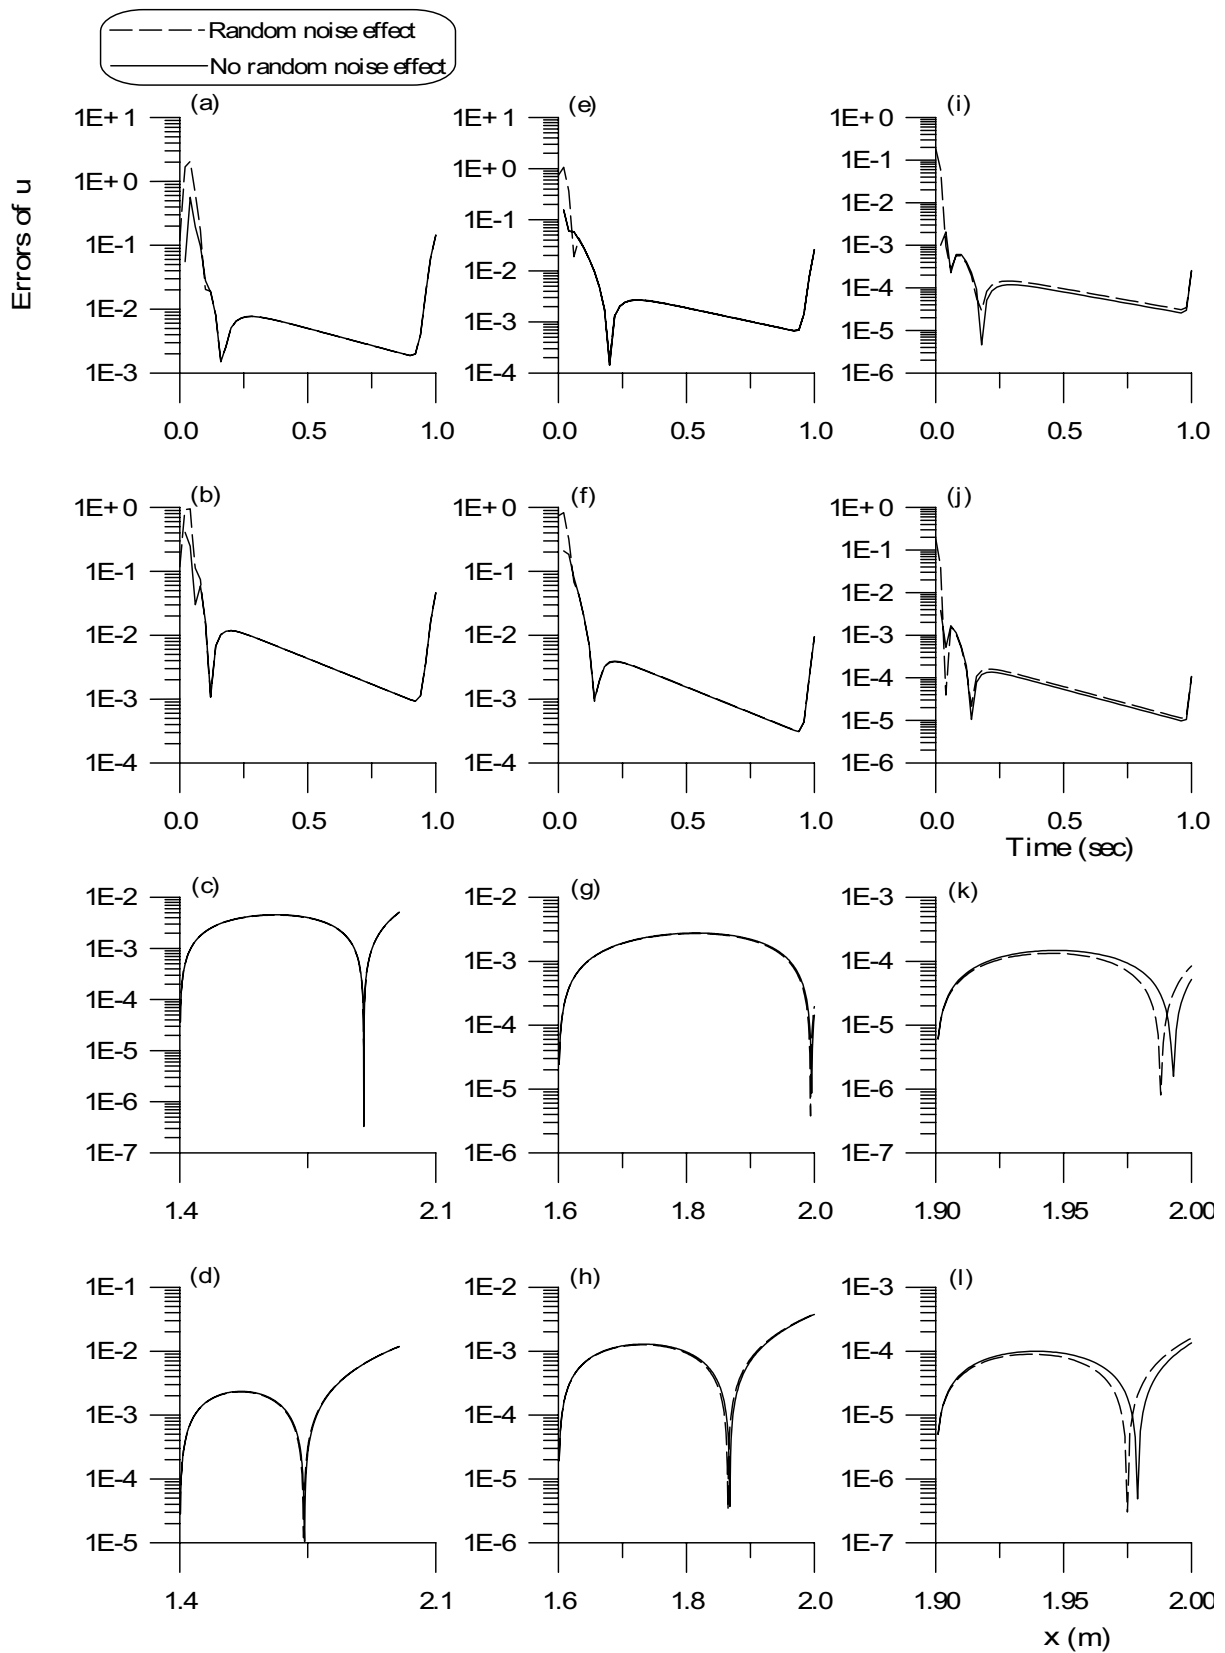 Random noise effect
No random noise effect
Errors of u
(a)
1E+1
1E+0
1E-1
1E-2
1E-3
0.0 0.5 1.0
(e)
1E+1
1E+0
1E-1
1E-2
1E-3
1E-4
0.0 0.5 1.0
(i)
1E+0
1E-1
1E-2
1E-3
1E-4
1E-5
1E-6
0.0 0.5 1.0
(b)
1E+0
1E-1
1E-2
1E-3
1E-4
0.0 0.5 1.0
(f)
1E+0
1E-1
1E-2
1E-3
1E-4
0.0 0.5 1.0
(j)
1E+0
1E-1
1E-2
1E-3
1E-4
1E-5
1E-6
0.0 0.5 1.0
Time (sec)
(c)
1E-2
1E-3
1E-4
1E-5
1E-6
1E-7
1.4 2.1
(g)
1E-2
1E-3
1E-4
1E-5
1E-6
1.6 1.8 2.0
(k)
1E-3
1E-4
1E-5
1E-6
1E-7
1.90 1.95 2.00
(d)
1E-1
1E-2
1E-3
1E-4
1E-5
1.4 2.1
(h)
1E-2
1E-3
1E-4
1E-5
1E-6
1.6 1.8 2.0
(l)
1E-3
1E-4
1E-5
1E-6
1E-7
1.90 1.95 2.00
x (m)